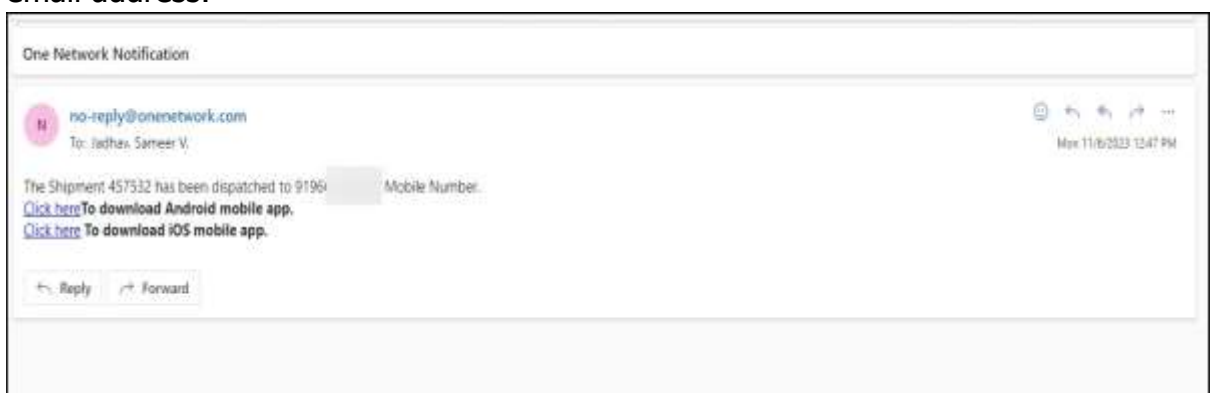 email address.
One Network Notification
N
no-reply@onenetwork.com
To: Jadhav, Sameer V.
Mon 11/6/2023 12:47 PM
The Shipment 457532 has been dispatched to 9196 Mobile Number.
Click hereTo download Android mobile app.
Click here To download iOS mobile app.
Reply
Forward